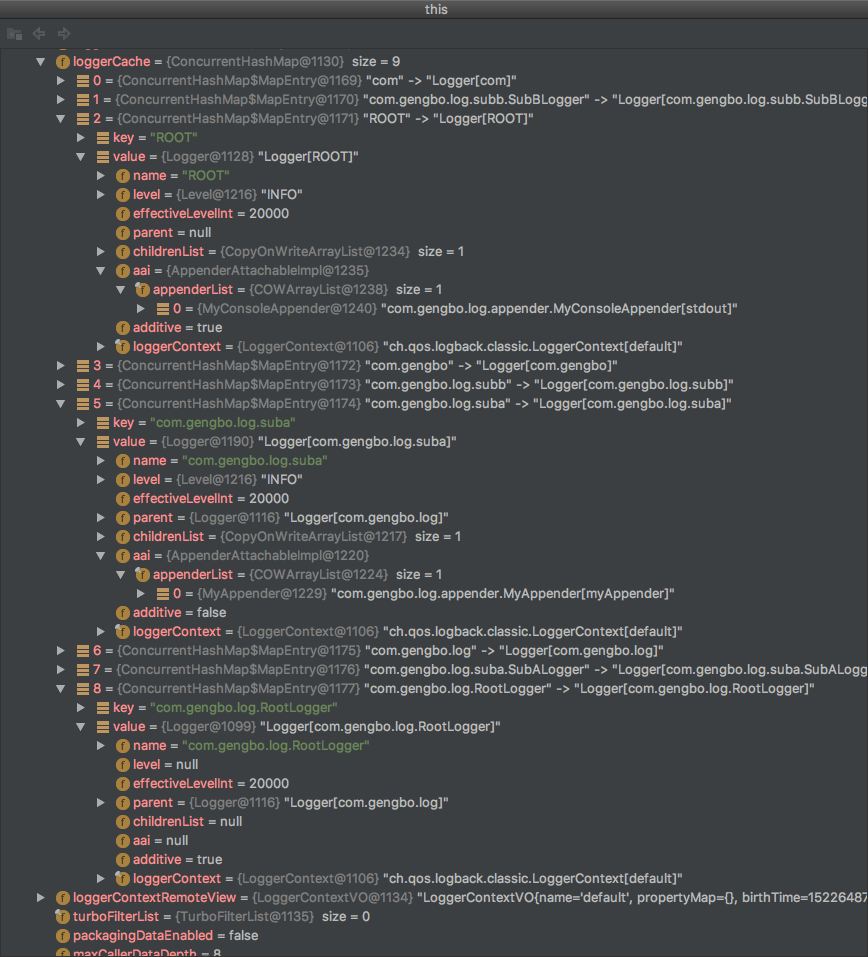 this
loggerCache = {ConcurrentHashMap@1130} size = 9
0 = {ConcurrentHashMap$MapEntry@1169} "com" -> "Logger[com]"
1 = {ConcurrentHashMap$MapEntry@1170} "com.gengbo.log.subb.SubBLogger" -> "Logger[com.gengbo.log.subb.SubBLogg
2 = {ConcurrentHashMap$MapEntry@1171} "ROOT" -> "Logger[ROOT]"
key = "ROOT"
value = {Logger@1128} "Logger[ROOT]"
name = "ROOT"
level = {Level@1216} "INFO"
effectiveLevelInt = 20000
parent = null
childrenList = {CopyOnWriteArrayList@1234} size = 1
aai = {AppenderAttachableImpl@1235}
appenderList = {COWArrayList@1238} size = 1
0 = {MyConsoleAppender@1240} "com.gengbo.log.appender.MyConsoleAppender[stdout]"
additive = true
loggerContext = {LoggerContext@1106} "ch.qos.logback.classic.LoggerContext[default]"
3 = {ConcurrentHashMap$MapEntry@1172} "com.gengbo" -> "Logger[com.gengbo]"
4 = {ConcurrentHashMap$MapEntry@1173} "com.gengbo.log.subb" -> "Logger[com.gengbo.log.subb]"
5 = {ConcurrentHashMap$MapEntry@1174} "com.gengbo.log.suba" -> "Logger[com.gengbo.log.suba]"
key = "com.gengbo.log.suba"
value = {Logger@1190} "Logger[com.gengbo.log.suba]"
name = "com.gengbo.log.suba"
level = {Level@1216} "INFO"
effectiveLevelInt = 20000
parent = {Logger@1116} "Logger[com.gengbo.log]"
childrenList = {CopyOnWriteArrayList@1217} size = 1
aai = {AppenderAttachableImpl@1220}
appenderList = {COWArrayList@1224} size = 1
0 = {MyAppender@1229} "com.gengbo.log.appender.MyAppender[myAppender]"
additive = false
loggerContext = {LoggerContext@1106} "ch.qos.logback.classic.LoggerContext[default]"
6 = {ConcurrentHashMap$MapEntry@1175} "com.gengbo.log" -> "Logger[com.gengbo.log]"
7 = {ConcurrentHashMap$MapEntry@1176} "com.gengbo.log.suba.SubALogger" -> "Logger[com.gengbo.log.suba.SubALogg
8 = {ConcurrentHashMap$MapEntry@1177} "com.gengbo.log.RootLogger" -> "Logger[com.gengbo.log.RootLogger]"
key = "com.gengbo.log.RootLogger"
value = {Logger@1099} "Logger[com.gengbo.log.RootLogger]"
name = "com.gengbo.log.RootLogger"
level = null
effectiveLevelInt = 20000
parent = {Logger@1116} "Logger[com.gengbo.log]"
childrenList = null
aai = null
additive = true
loggerContext = {LoggerContext@1106} "ch.qos.logback.classic.LoggerContext[default]"
loggerContextRemoteView = {LoggerContextVO@1134} "LoggerContextVO{name='default', propertyMap={}, birthTime=15226487
turboFilterList = {TurboFilterList@1135} size = 0
packagingDataEnabled = false
maxCallerDataDepth = 8